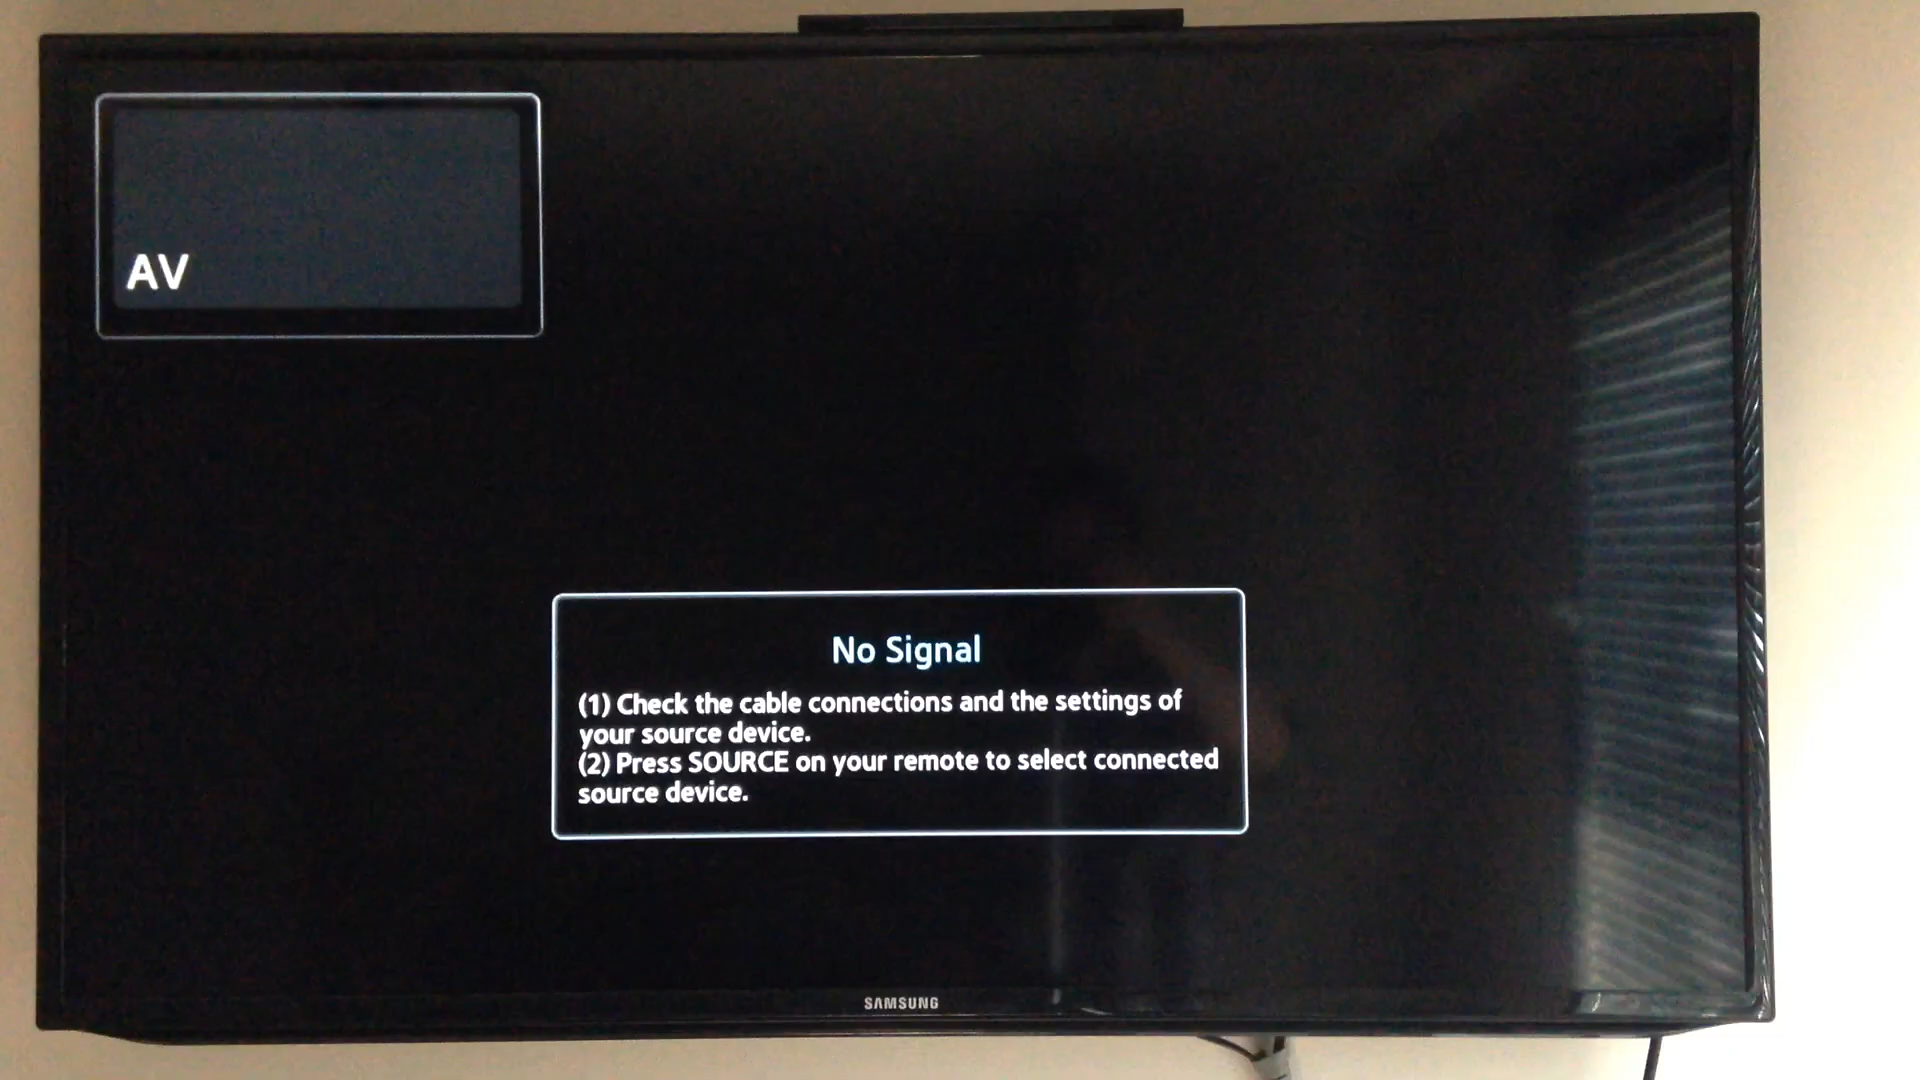 AV
No Signal
(1) Check the cable connections and the settings of
your source device.
(2) Press SOURCE on your remote to select connected
source device.
SAMSUNG